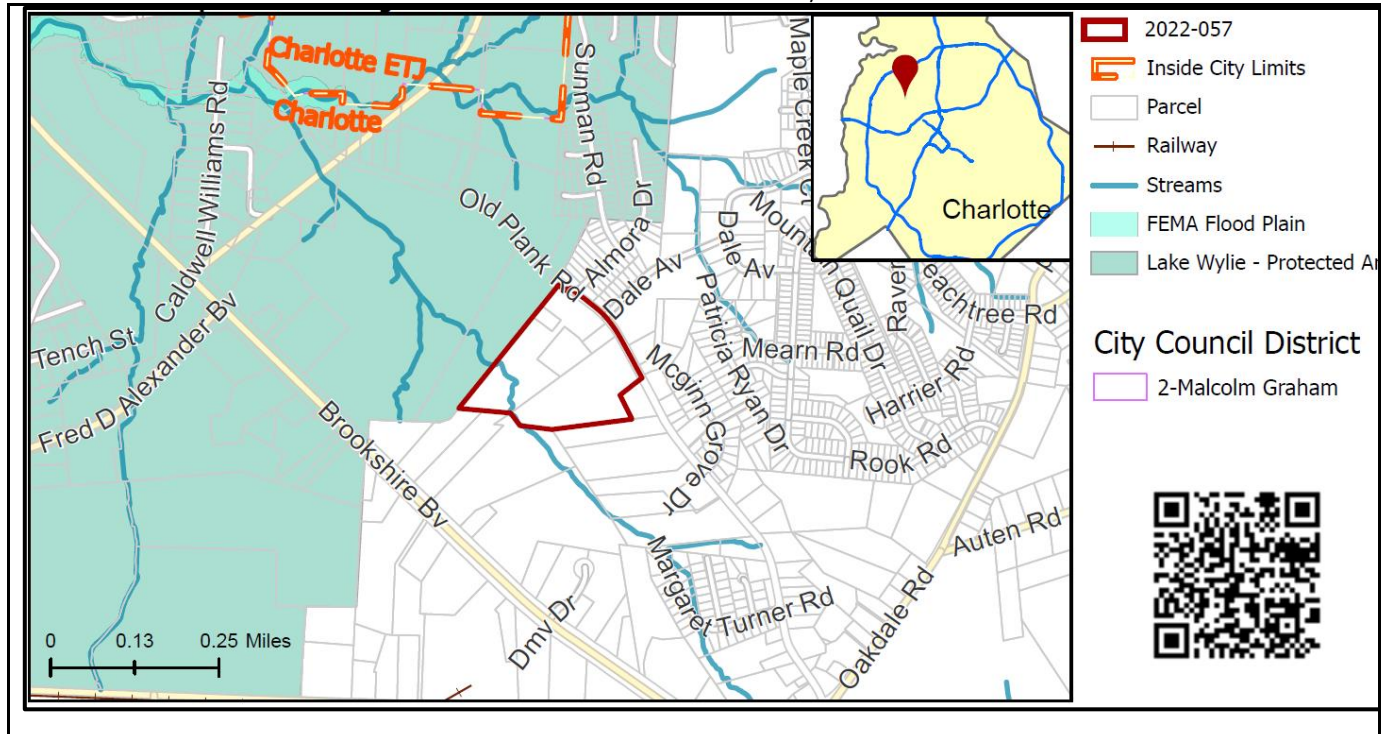 Charlotte ETJ
Charlotte
Caldwell Williams Rd
Sunman Rd
Old Plank Rd
Almora Dr
Dale Av
Maple Creek Ct
Dale Av
Mountain Quail Dr
Patricia Ryan Dr
Mearn Rd
Harrier Rd
Rook Rd
Mcginn Grove Dr
Tench St
Fred D Alexander Bv
Brookshire Bv
Margaret Turner Rd
Dmv Dr
Auten Rd
Oakdale Rd
0 0.13 0.25 Miles
Charlotte
2022-057
Inside City Limits
Parcel
Railway
Streams
FEMA Flood Plain
Lake Wylie - Protected Ar
City Council District
2-Malcolm Graham